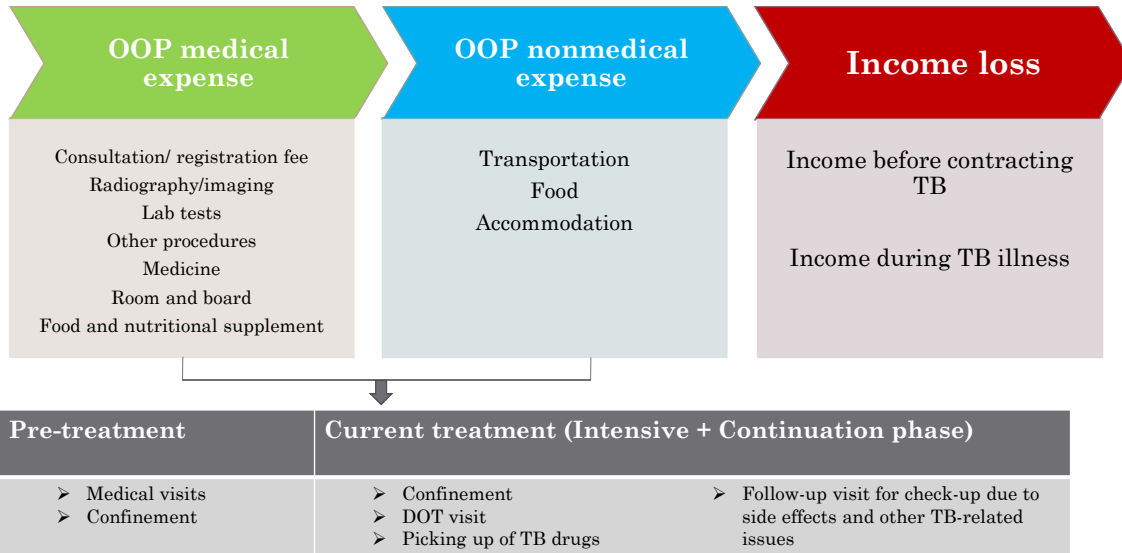 OOP medical
expense
OOP nonmedical
expense
Income loss
Consultation/ registration fee
Radiography/imaging
Lab tests
Other procedures
Medicine
Room and board
Food and nutritional supplement
Transportation
Food
Accommodation
Income before contracting
TB
Income during TB illness
Pre-treatment
Current treatment (Intensive + Continuation phase)
➢ Medical visits
➢ Confinement
➢ Confinement
➢ DOT visit
➢ Picking up of TB drugs
➢ Follow-up visit for check-up due to
side effects and other TB-related
issues